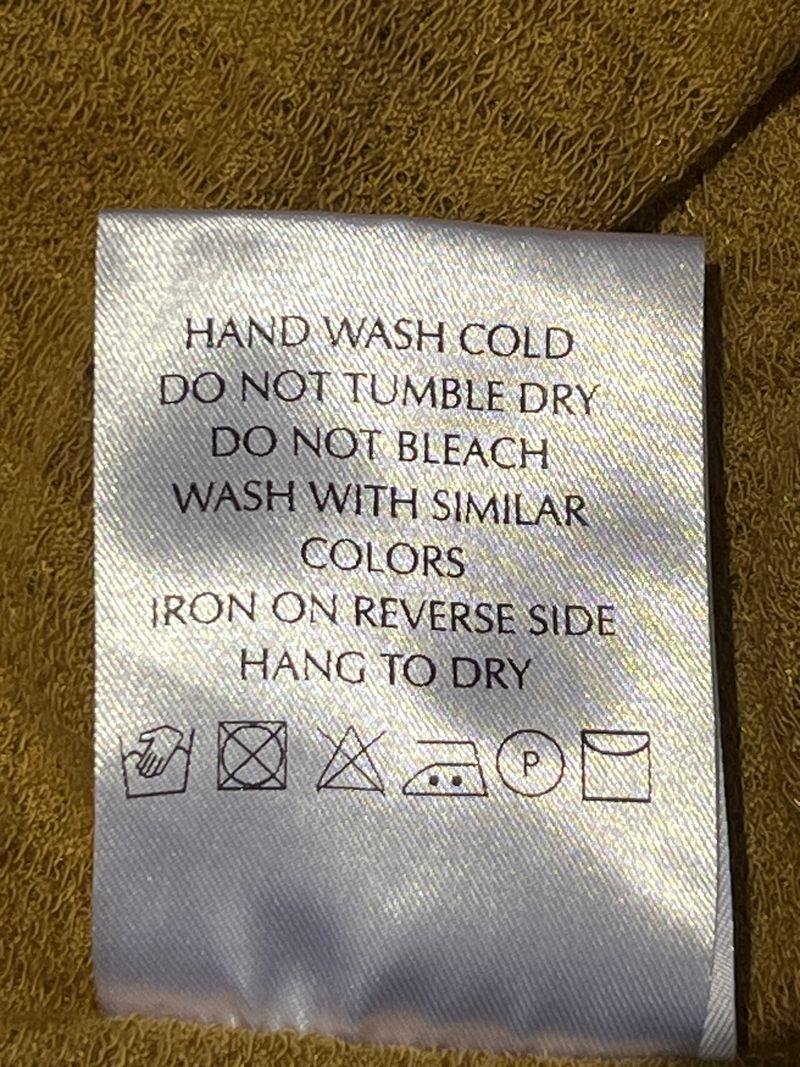 HAND WASH COLD
DO NOT TUMBLE DRY
DO NOT BLEACH
WASH WITH SIMILAR
COLORS
IRON ON REVERSE SIDE
HANG TO DRY
P